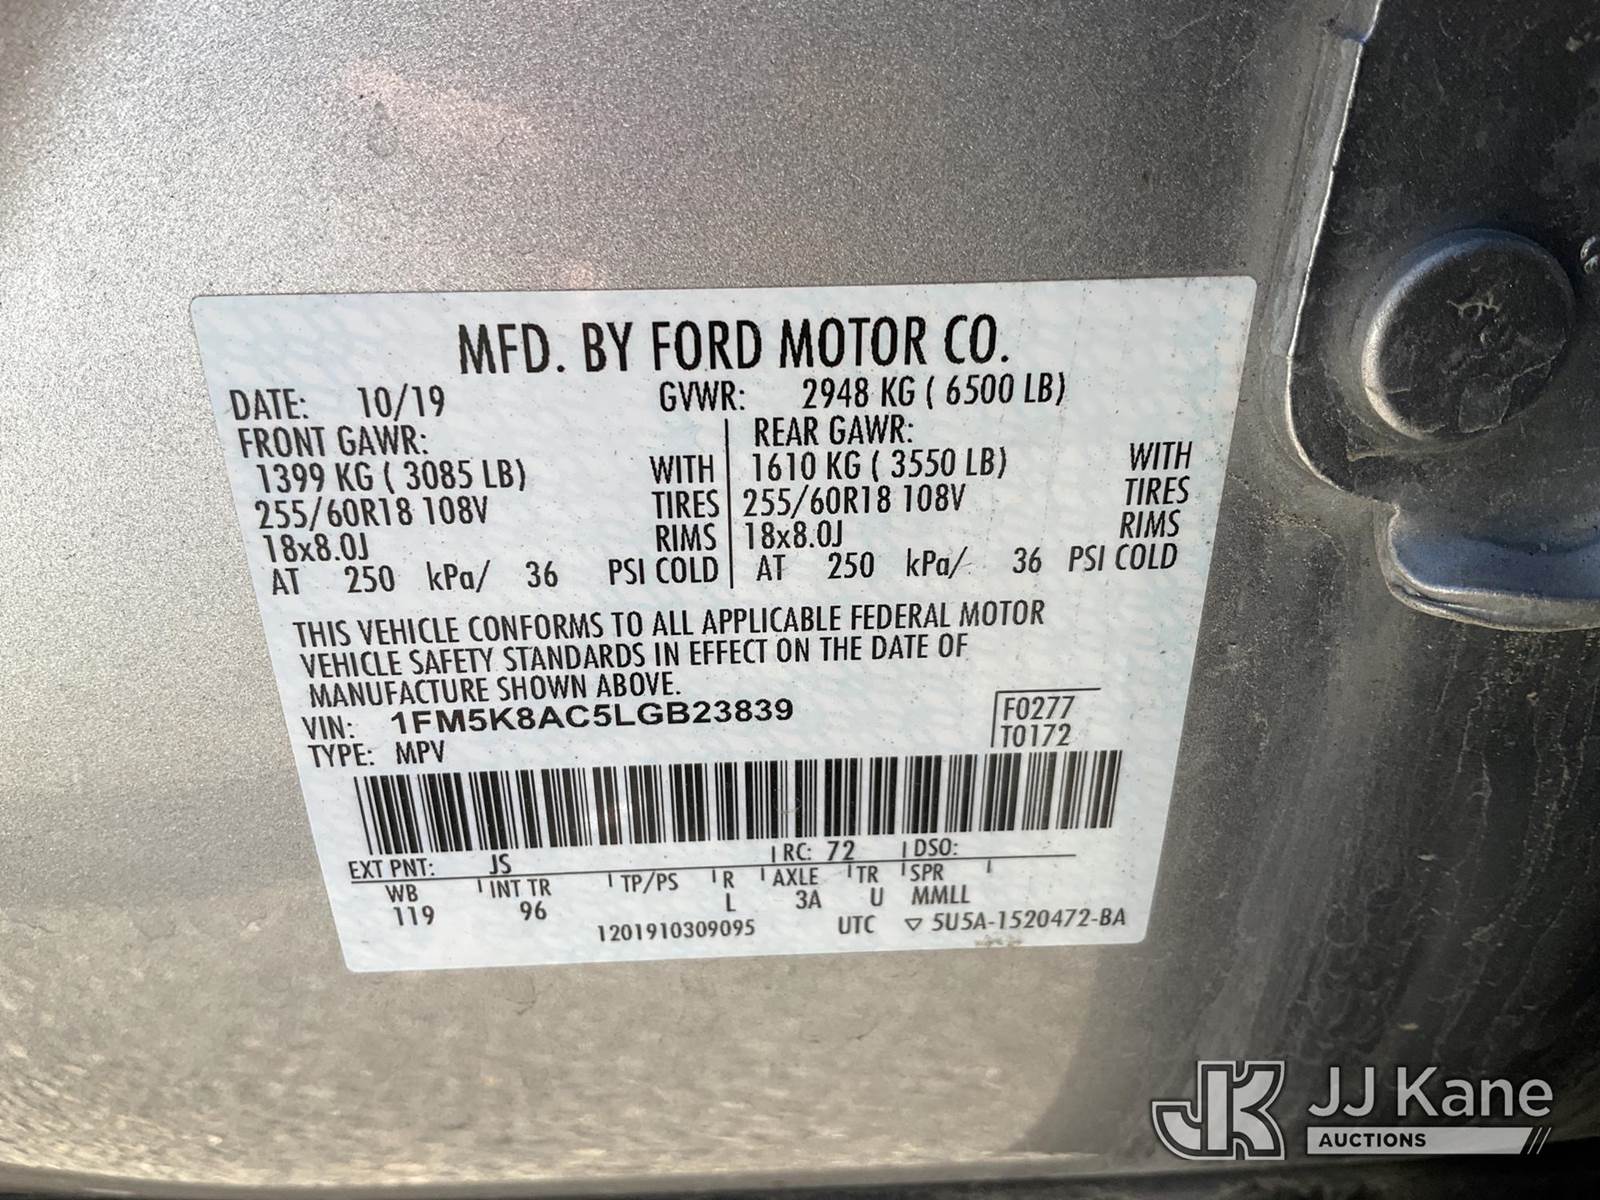 MFD. BY FORD MOTOR CO.
DATE: 10/19 GVWR: 2948 KG ( 6500 LB)
FRONT GAWR: REAR GAWR:
1399 KG ( 3085 LB) WITH 1610 KG ( 3550 LB) WITH
255/60R18 108V TIRES 255/60R18 108V TIRES
18x8.0J RIMS 18x8.0J RIMS
AT 250 kPa/ 36 PSI COLD AT 250 kPa/ 36 PSI COLD
THIS VEHICLE CONFORMS TO ALL APPLICABLE FEDERAL MOTOR
VEHICLE SAFETY STANDARDS IN EFFECT ON THE DATE OF
MANUFACTURE SHOWN ABOVE.
VIN: 1FM5K8AC5LGB23839 F0277
TYPE: MPV T0172
EXT PNT: JS RC: 72 DSO:
WB INT TR TP/PS R AXLE TR SPR
119 96 L 3A U MMLL
1201910309095 UTC ▽ 5U5A-1520472-BA
JK JJ Kane
AUCTIONS